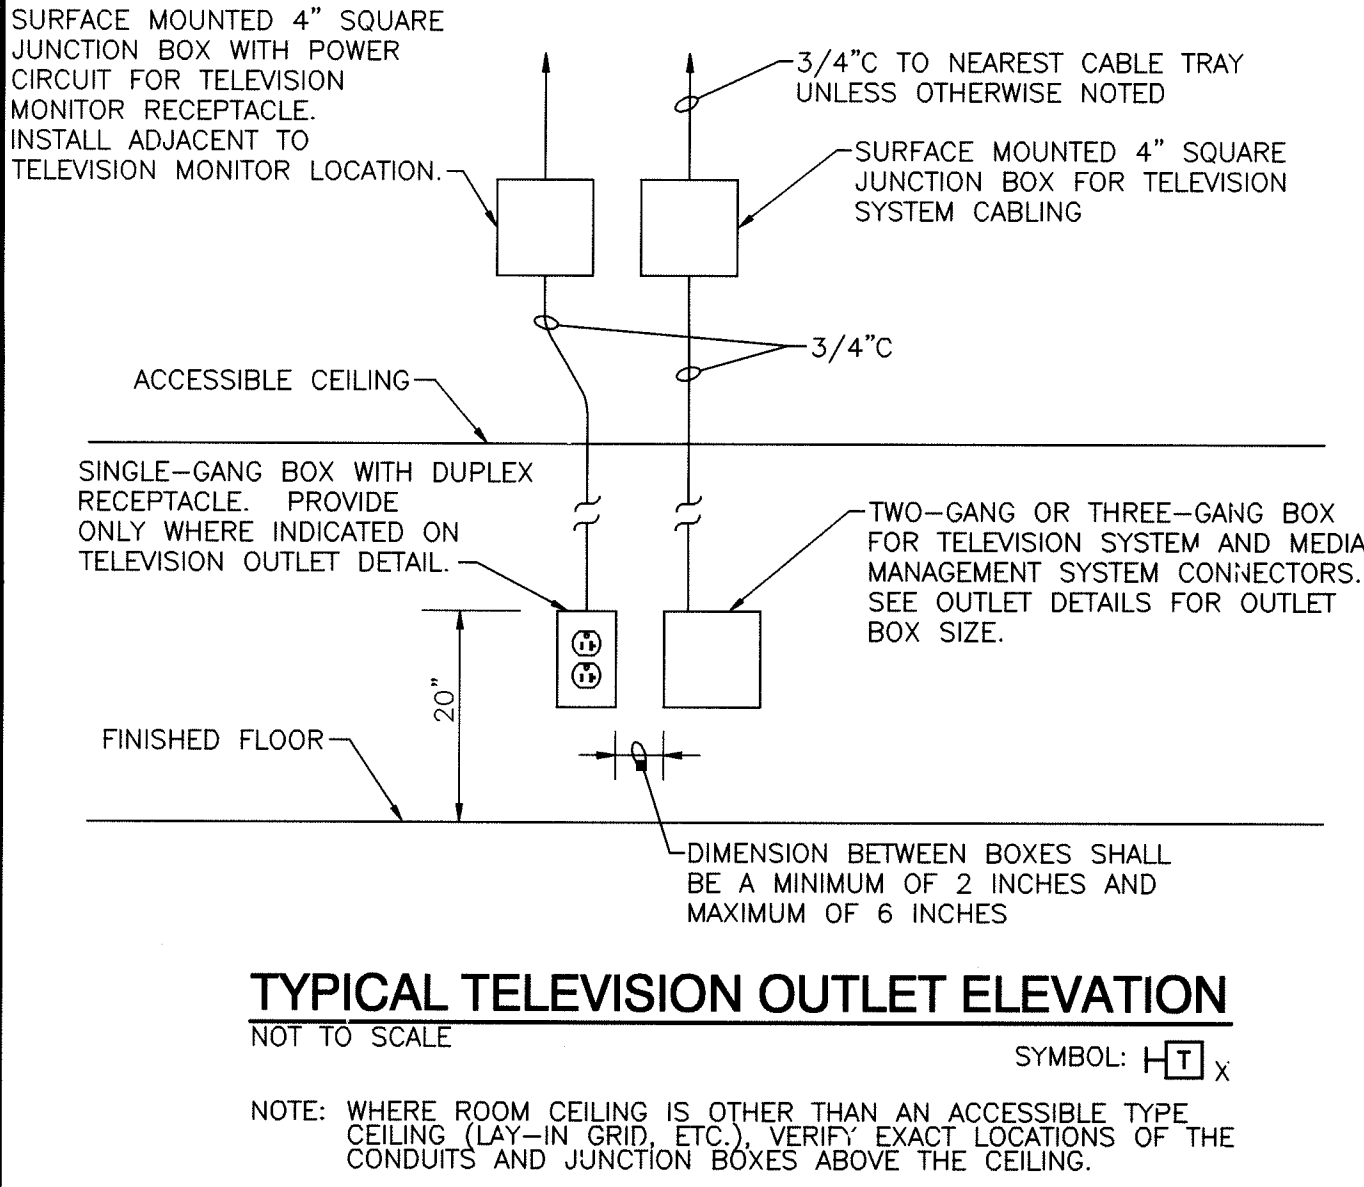 SURFACE MOUNTED 4" SQUARE
JUNCTION BOX WITH POWER
CIRCUIT FOR TELEVISION
MONITOR RECEPTACLE.
INSTALL ADJACENT TO
TELEVISION MONITOR LOCATION.
3/4"C TO NEAREST CABLE TRAY
UNLESS OTHERWISE NOTED
SURFACE MOUNTED 4" SQUARE
JUNCTION BOX FOR TELEVISION
SYSTEM CABLING
3/4"C
ACCESSIBLE CEILING
SINGLE-GANG BOX WITH DUPLEX
RECEPTACLE. PROVIDE
ONLY WHERE INDICATED ON
TELEVISION OUTLET DETAIL.
TWO-GANG OR THREE-GANG BOX
FOR TELEVISION SYSTEM AND MEDIA
MANAGEMENT SYSTEM CONNECTORS.
SEE OUTLET DETAILS FOR OUTLET
BOX SIZE.
20"
FINISHED FLOOR
DIMENSION BETWEEN BOXES SHALL
BE A MINIMUM OF 2 INCHES AND
MAXIMUM OF 6 INCHES
TYPICAL TELEVISION OUTLET ELEVATION
NOT TO SCALE
SYMBOL: T X
NOTE: WHERE ROOM CEILING IS OTHER THAN AN ACCESSIBLE TYPE
CEILING (LAY-IN GRID, ETC.), VERIFY EXACT LOCATIONS OF THE
CONDUITS AND JUNCTION BOXES ABOVE THE CEILING.